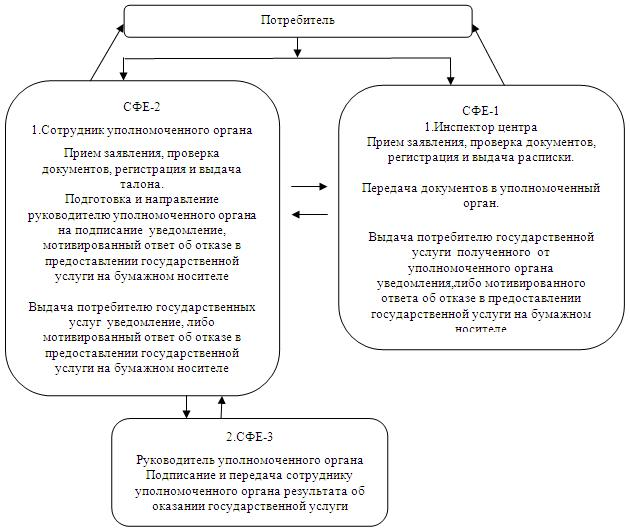 Потребитель
СФЕ-2
1.Сотрудник уполномоченного органа
Прием заявления, проверка
документов, регистрация и выдача
талона.
Подготовка и направление
руководителю уполномоченного органа
на подписание уведомление,
мотивированный ответ об отказе в
предоставлении государственной
услуги на бумажном носителе
Выдача потребителю государственных
услуг уведомление, либо
мотивированный ответ об отказе в
предоставлении государственной
услуги на бумажном носителе
СФЕ-1
1.Инспектор центра
Прием заявления, проверка документов,
регистрация и выдача расписки.
Передача документов в уполномоченный
орган.
Выдача потребителю государственной
услуги полученного от
уполномоченного органа
уведомления,либо мотивированного
ответа об отказе в предоставлении
государственной услуги на бумажном
носителе
2.СФЕ-3
Руководитель уполномоченного органа
Подписание и передача сотруднику
уполномоченного органа результата об
оказании государственной услуги